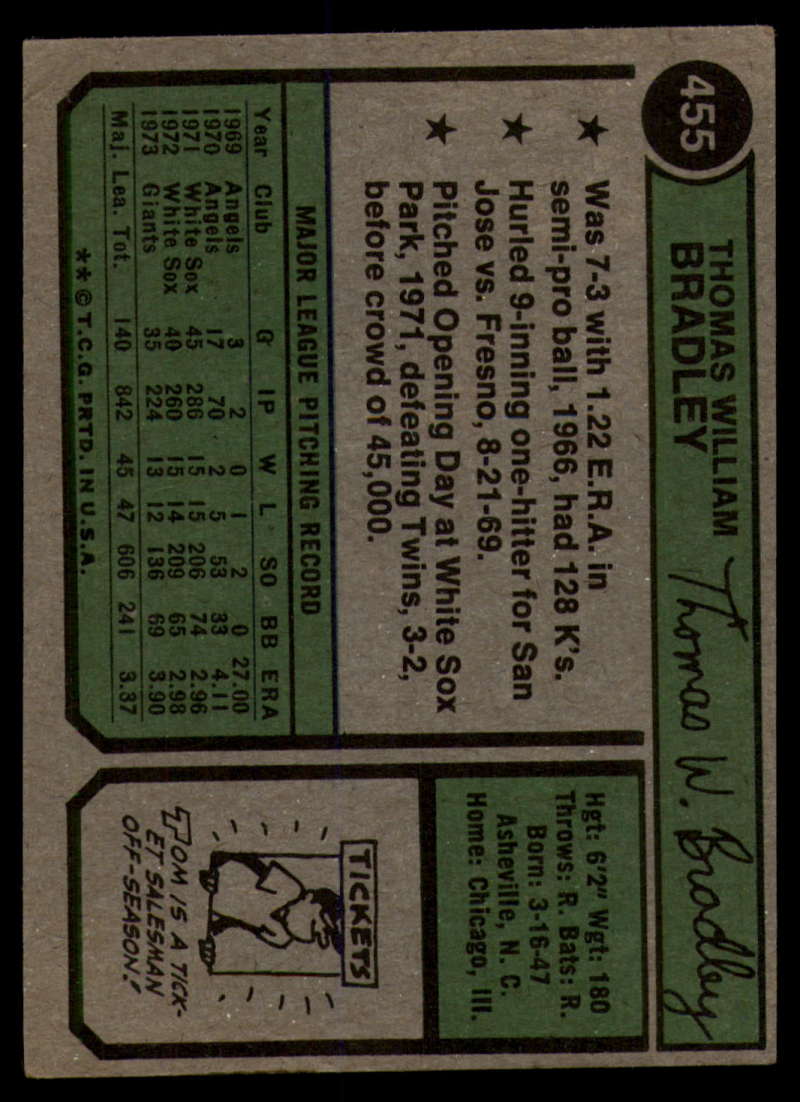 455
THOMAS WILLIAM
BRADLEY
Thomas W. Bradley
★ Was 7-3 with 1.22 E.R.A. in
semi-pro ball, 1966, had 128 K's.
★ Hurled 9-inning one-hitter for San
Jose vs. Fresno, 8-21-69.
★ Pitched Opening Day at White Sox
Park, 1971, defeating Twins, 3-2,
before crowd of 45,000.
MAJOR LEAGUE PITCHING RECORD
Year Club G IP W L SO BB ERA
1969 Angels 3 2 0 1 2 0 27.00
1970 Angels 17 70 2 5 53 33 4.11
1971 White Sox 45 286 15 15 206 74 2.96
1972 White Sox 40 260 15 14 209 65 2.98
1973 Giants 35 224 13 12 136 69 3.90
Maj. Lea. Tot. 140 842 45 47 606 241 3.37
**©T.C.G. PRTD. IN U.S.A.
Hgt: 6'2" Wgt: 180
Throws: R. Bats: R.
Born: 3-16-47
Asheville, N. C.
Home: Chicago, Ill.
TICKETS
TOM IS A TICK-
ET SALESMAN
OFF-SEASON!